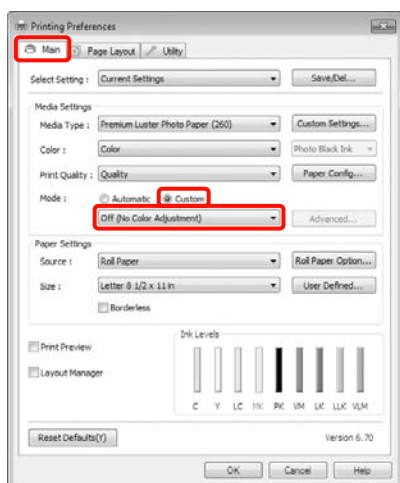 Printing Preferences
Main Page Layout Utility
Select Setting : Current Settings Save/Del...
Media Settings
Media Type : Premium Luster Photo Paper (260) Custom Settings...
Color : Color Photo Black Ink
Print Quality : Quality Paper Config...
Mode : Automatic Custom
Off (No Color Adjustment) Advanced...
Paper Settings
Source : Roll Paper Roll Paper Option...
Size : Letter 8 1/2 x 11 in User Defined...
Borderless
Ink Levels
Print Preview
Layout Manager
C Y LC MK PK VM LK LLK VLM
Reset Defaults(Y) Version 6.70
OK Cancel Help